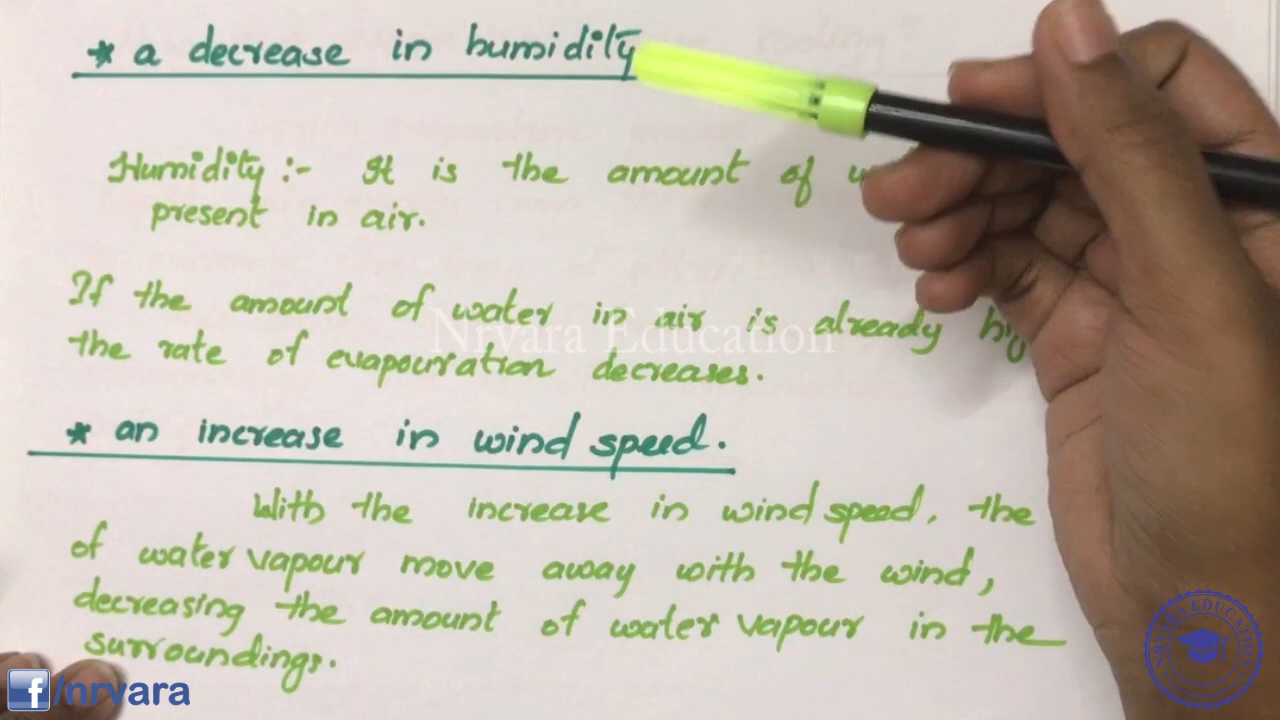 * a decrease in humidity
Humidity :- It is the amount of
present in air.
If the amount of water in air is already
Nrvara Education
the rate of evapouration decreases.
* an increase in wind speed.
With the increase in wind speed, the
of water vapour move away with the wind,
decreasing the amount of water vapour in the
surroundings.
f/nrvara
NRVARA EDUCATION